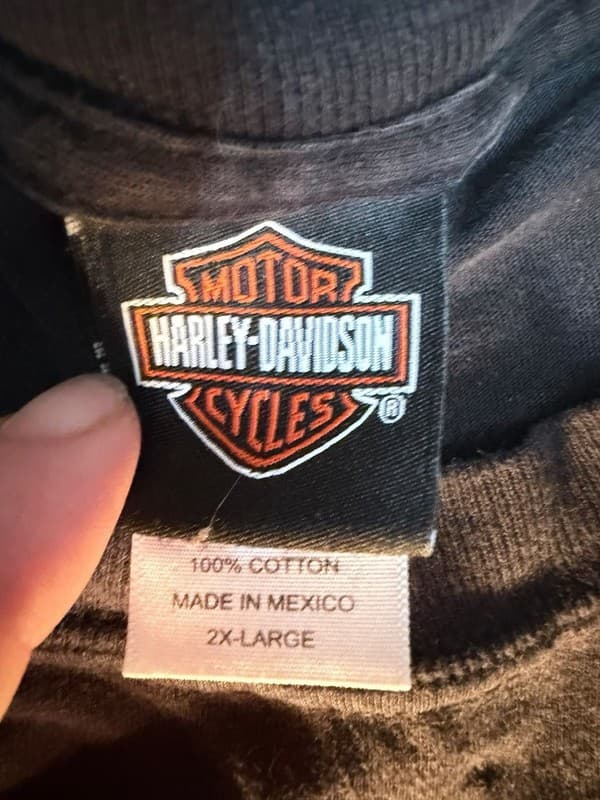 MOTOR
HARLEY-DAVIDSON
CYCLES
®
100% COTTON
MADE IN MEXICO
2X-LARGE